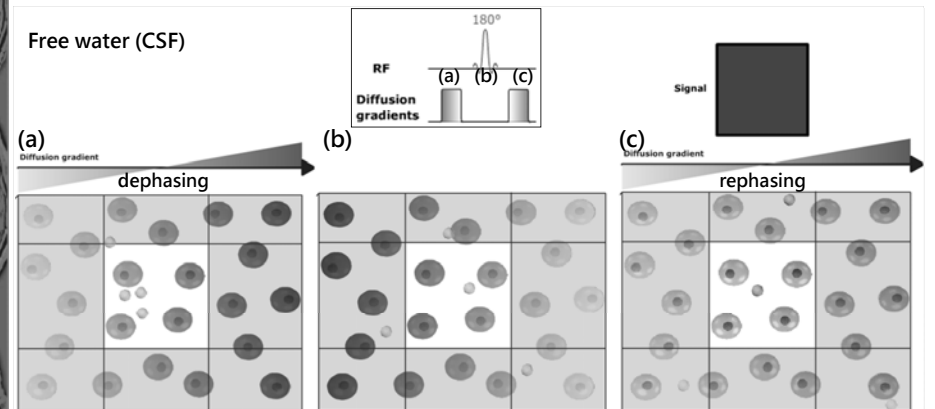 Free water (CSF)
180°
RF
(a) (b) (c)
Diffusion
gradients
Signal
(a)
Diffusion gradient
dephasing
(b)
(c)
Diffusion gradient
rephasing